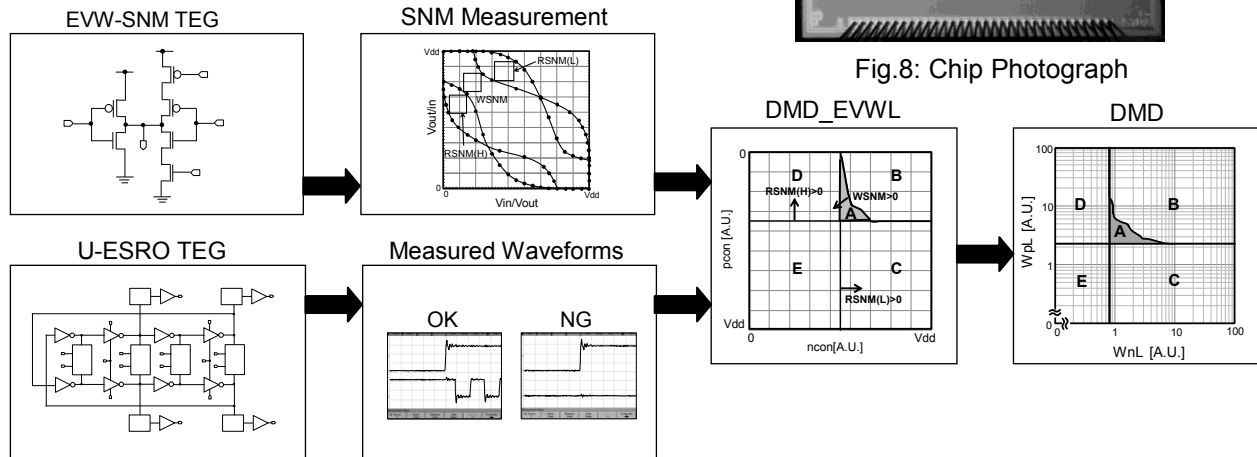 EVW-SNM TEG
SNM Measurement
Vdd
RSNM(L)
WSNM
Vout/in
RSNM(H)
0
0
Vdd
Vin/Vout
Fig.8: Chip Photograph
DMD_EVWL
0
D
B
RSNM(H)>0
WSNM>0
A
pcon [A.U.]
E
C
RSNM(L)>0
Vdd
0
Vdd
ncon[A.U.]
DMD
100
D
B
10
A
WpL [A.U.]
1
E
C
0
0
1
10
100
WnL [A.U.]
U-ESRO TEG
Measured Waveforms
OK
NG